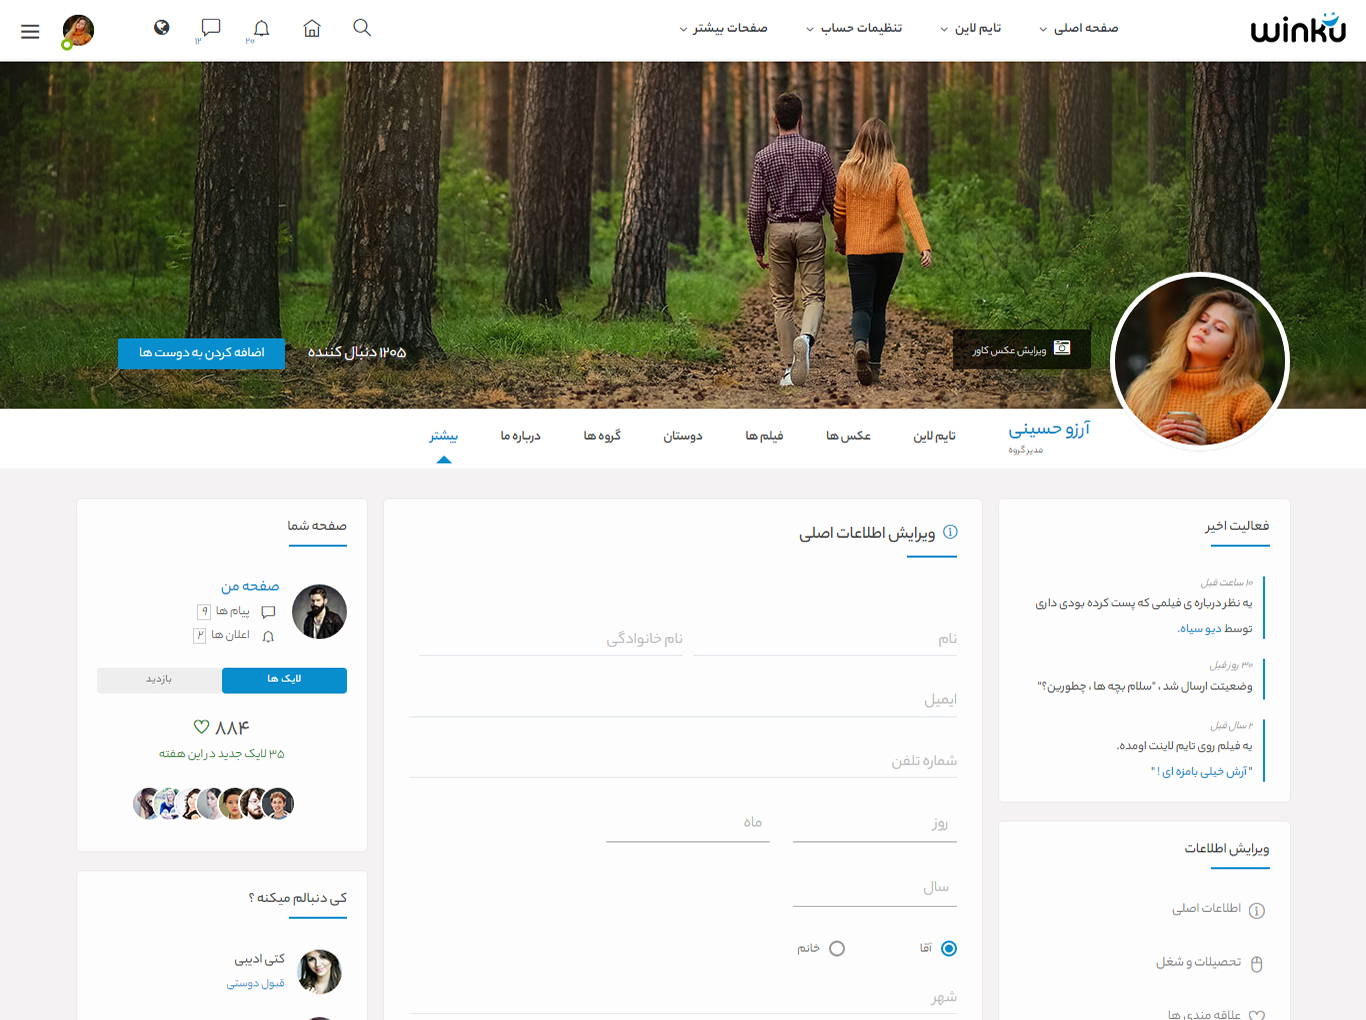 winku
صفحه اصلی
تایم لاین
تنظیمات حساب
صفحات بیشتر
۲۰
۱۲
ویرایش عکس کاور
۱۲۰۵ دنبال کننده
اضافه کردن به دوست ها
آرزو حسینی
مدیر گروه
تایم لاین
عکس ها
فیلم ها
دوستان
گروه ها
درباره ما
بیشتر
فعالیت اخیر
۱۰ ساعت قبل
یه نظر درباره ی فیلمی که پست کرده بودی داری
توسط دیو سیاه.
۳۰ روز قبل
وضعیتت ارسال شد ، "سلام بچه ها ، چطورین؟"
۲ سال قبل
یه فیلم روی تایم لاینت اومده.
"آرش خیلی بامزه ای ! "
ویرایش اطلاعات
اطلاعات اصلی
تحصیلات و شغل
علاقه مندی ها
ویرایش اطلاعات اصلی
نام
نام خانوادگی
ایمیل
شماره تلفن
روز
ماه
سال
آقا
خانم
شهر
صفحه شما
صفحه من
پیام ها ۹
اعلان ها ۲
لایک ها
بازدید
۸۸۴
۳۵ لایک جدید در این هفته
کی دنبالم میکنه ؟
کتی ادیبی
قبول دوستی